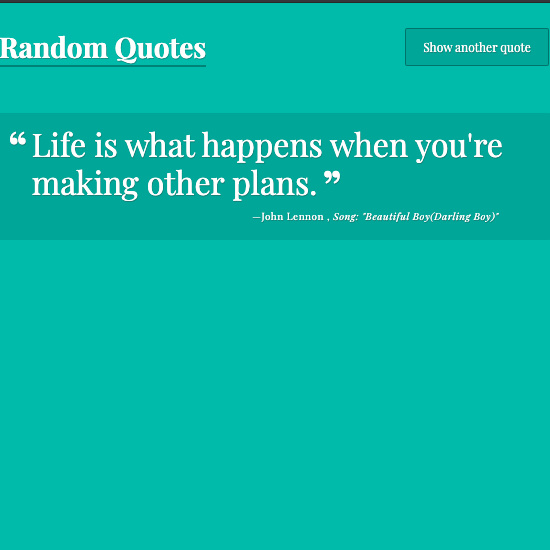 Random Quotes
Show another quote
“ Life is what happens when you're
making other plans. ”
—John Lennon , Song: "Beautiful Boy(Darling Boy)"